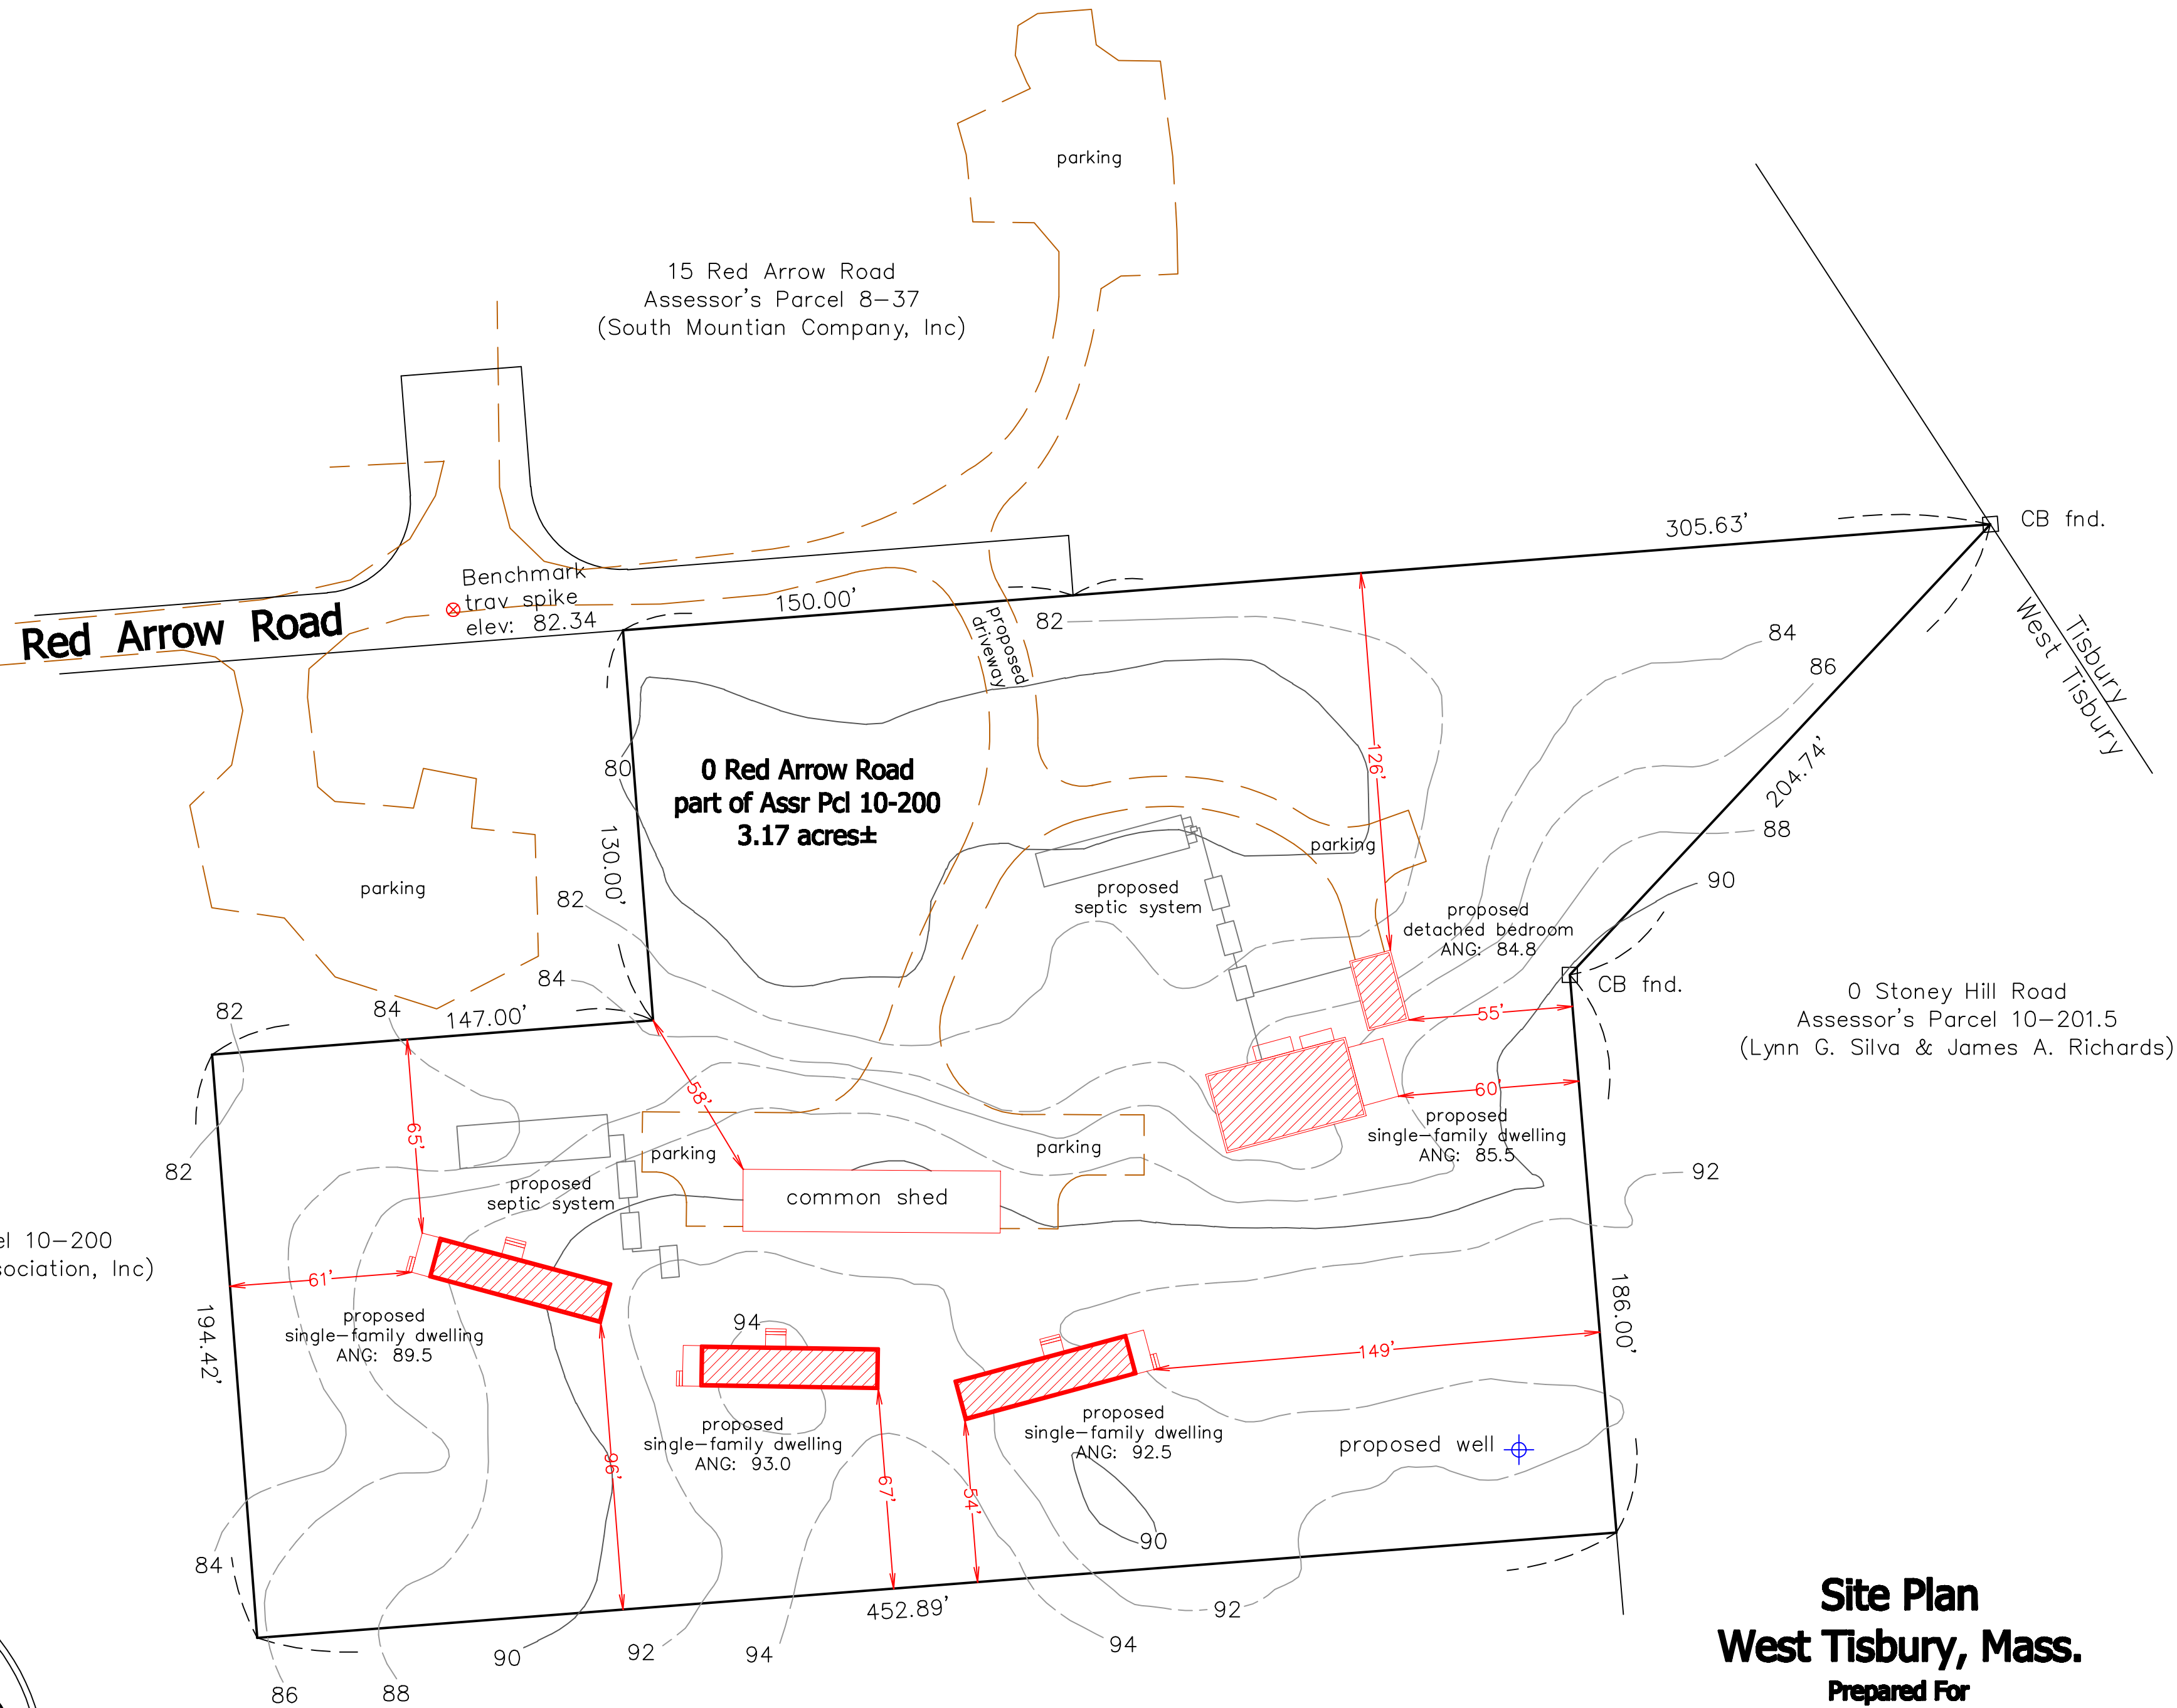 parking
15 Red Arrow Road
Assessor's Parcel 8-37
(South Mountian Company, Inc)
305.63'
CB fnd.
Benchmark
trav spike
elev: 82.34
150.00'
Red Arrow Road
proposed
driveway
82
84
86
Tisbury
West Tisbury
80
0 Red Arrow Road
part of Assr Pcl 10-200
3.17 acres±
126'
204.74'
88
130.00'
parking
parking
90
proposed
septic system
82
proposed
detached bedroom
ANG: 84.8
84
CB fnd.
0 Stoney Hill Road
Assessor's Parcel 10-201.5
(Lynn G. Silva & James A. Richards)
82
84
147.00'
55'
58'
60'
65'
proposed
single-family dwelling
ANG: 85.5
parking
parking
82
92
proposed
septic system
common shed
el 10-200
sociation, Inc)
61'
194.42'
proposed
single-family dwelling
ANG: 89.5
94
186.00'
149'
proposed
single-family dwelling
ANG: 93.0
proposed
single-family dwelling
ANG: 92.5
proposed well
96'
67'
54'
90
84
452.89'
92
90
92
94
94
86
88
Site Plan
West Tisbury, Mass.
Prepared For